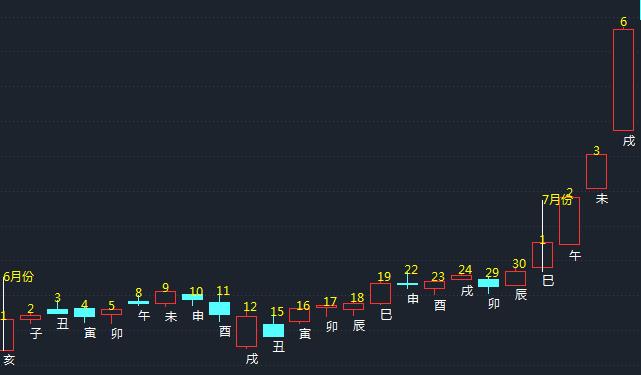 6月份
1
亥
2
子
3
丑
4
寅
5
卯
8
午
9
未
10
申
11
酉
12
戌
15
丑
16
寅
17
卯
18
辰
19
巳
22
申
23
酉
24
戌
29
卯
30
辰
7月份
1
巳
2
午
3
未
6
戌